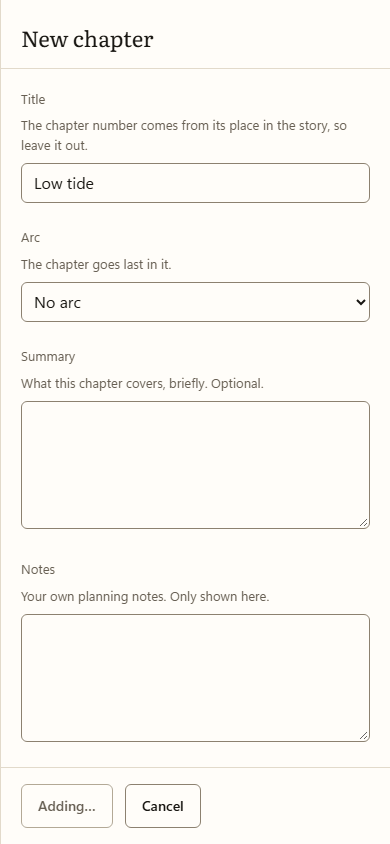 New chapter
Title
The chapter number comes from its place in the story, so
leave it out.
Low tide
Arc
The chapter goes last in it.
No arc
Summary
What this chapter covers, briefly. Optional.
Notes
Your own planning notes. Only shown here.
Adding...
Cancel